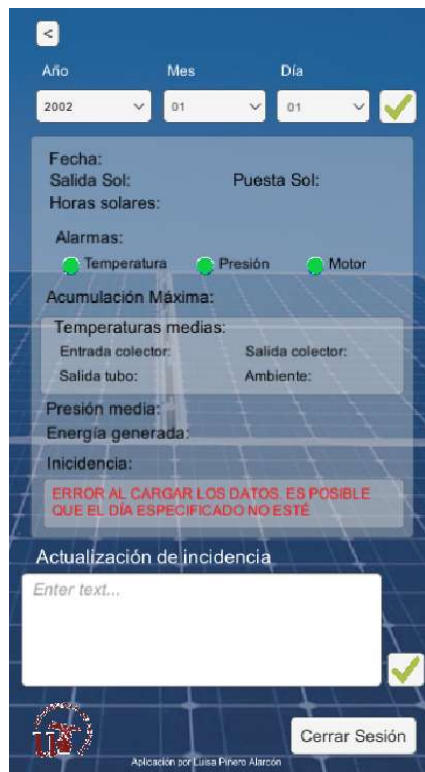 <
Año Mes Día
2002 01 01
Fecha:
Salida Sol: Puesta Sol:
Horas solares:
Alarmas:
Temperatura Presión Motor
Acumulación Máxima:
Temperaturas medias:
Entrada colector: Salida colector:
Salida tubo: Ambiente:
Presión media:
Energía generada:
Inicidencia:
ERROR AL CARGAR LOS DATOS. ES POSIBLE
QUE EL DÍA ESPECIFICADO NO ESTÉ
Actualización de incidencia
Enter text...
Cerrar Sesión
Aplicación por Luisa Piñero Alarcón